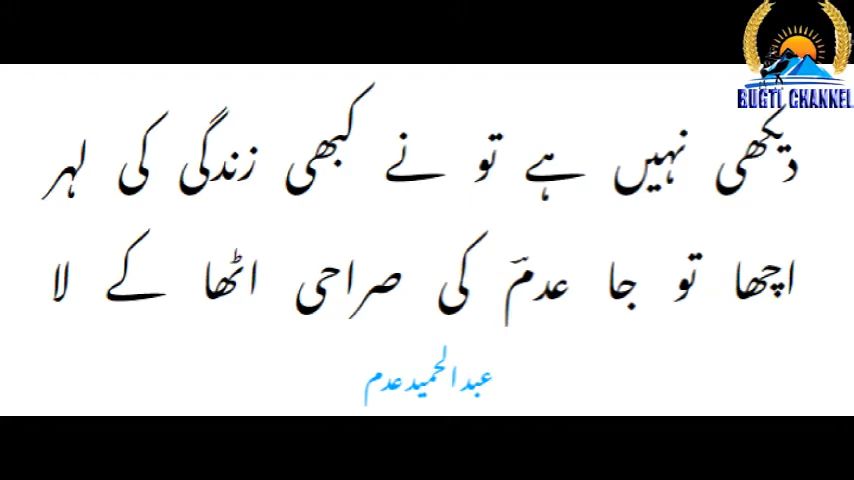 BUGTI CHANNEL
دیکھی نہیں ہے تو نے کبھی زندگی کی لہر
اچھا تو جا عدمؔ کی صراحی اٹھا کے لا
عبدالحمید عدم